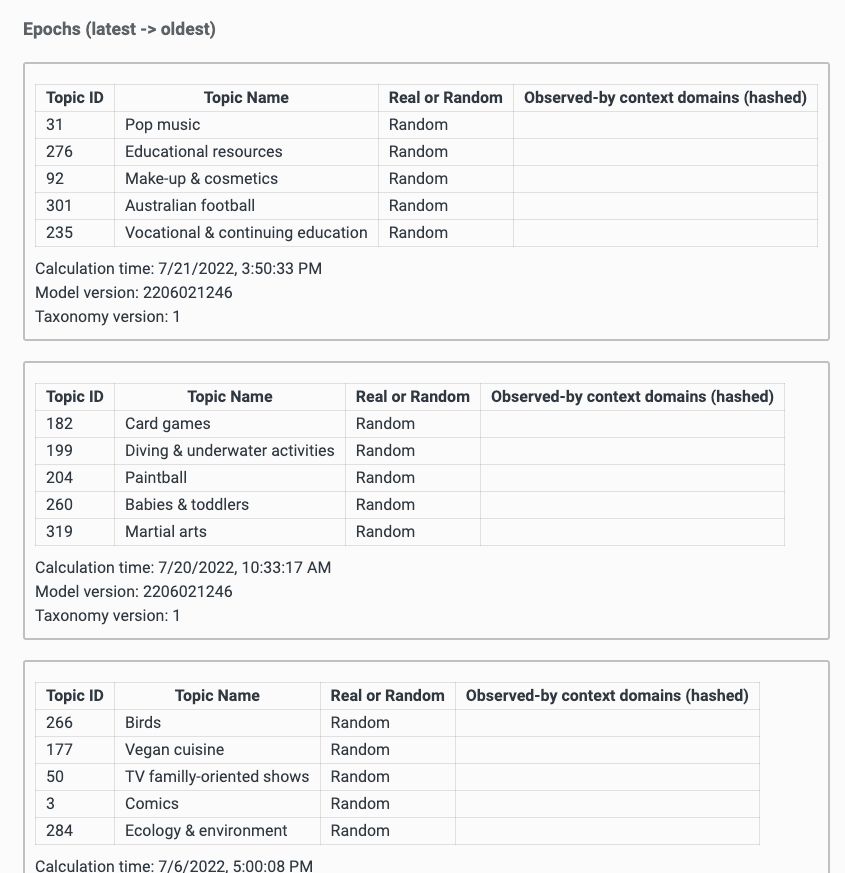 Epochs (latest -> oldest)
Topic ID Topic Name Real or Random Observed-by context domains (hashed)
31 Pop music Random
276 Educational resources Random
92 Make-up & cosmetics Random
301 Australian football Random
235 Vocational & continuing education Random
Calculation time: 7/21/2022, 3:50:33 PM
Model version: 2206021246
Taxonomy version: 1
Topic ID Topic Name Real or Random Observed-by context domains (hashed)
182 Card games Random
199 Diving & underwater activities Random
204 Paintball Random
260 Babies & toddlers Random
319 Martial arts Random
Calculation time: 7/20/2022, 10:33:17 AM
Model version: 2206021246
Taxonomy version: 1
Topic ID Topic Name Real or Random Observed-by context domains (hashed)
266 Birds Random
177 Vegan cuisine Random
50 TV familly-oriented shows Random
3 Comics Random
284 Ecology & environment Random
Calculation time: 7/6/2022, 5:00:08 PM